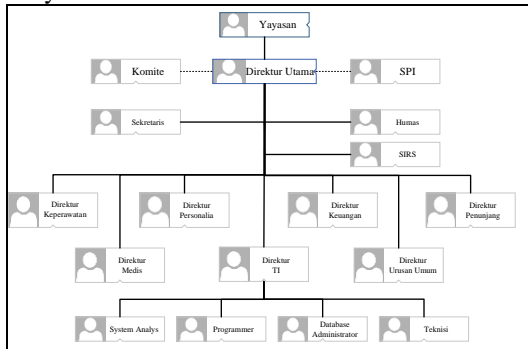 Yayasan
Komite
Direktur Utama
SPI
Sekretaris
Humas
SIRS
Direktur
Keperawatan
Direktur
Personalia
Direktur
Keuangan
Direktur
Penunjang
Direktur
Medis
Direktur
TI
Direktur
Urusan Umum
System Analys
Programmer
Database
Administrator
Teknisi